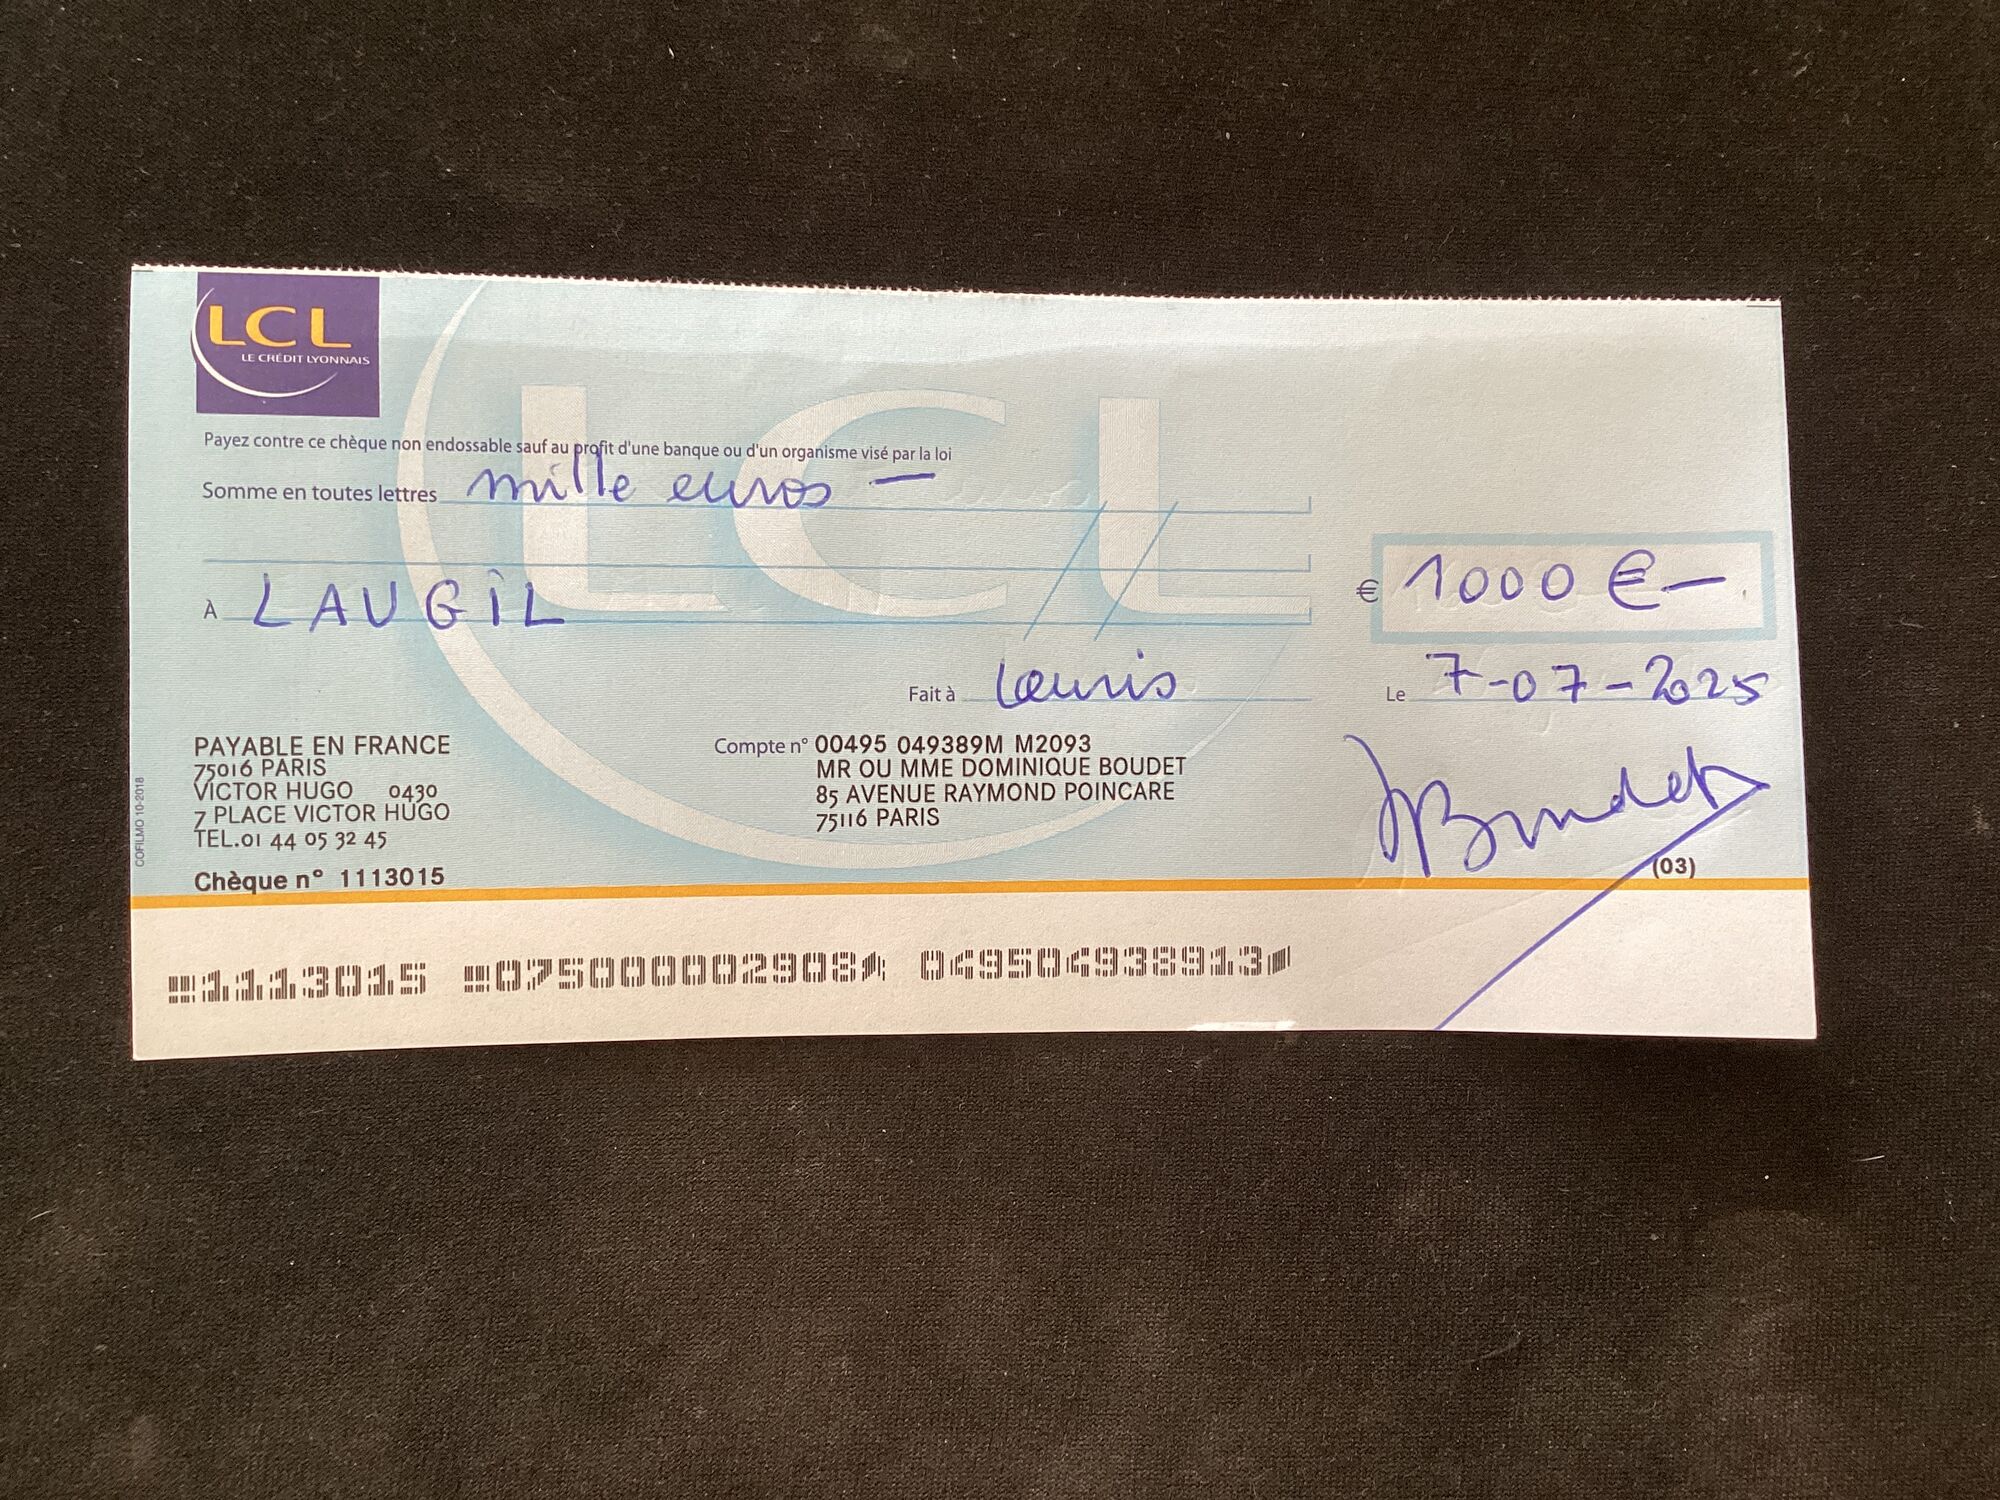 LCL
LE CRÉDIT LYONNAIS
LCL
Payez contre ce chèque non endossable sauf au profit d'une banque ou d'un organisme visé par la loi
Somme en toutes lettres mille euros —
À LAUGIL
€ 1000 €—
Fait à Lauris
Le 7-07-2025
PAYABLE EN FRANCE
75016 PARIS
VICTOR HUGO 0430
7 PLACE VICTOR HUGO
TEL.01 44 05 32 45
Compte n° 00495 049389M M2093
MR OU MME DOMINIQUE BOUDET
85 AVENUE RAYMOND POINCARE
75116 PARIS
Boudet
COFILMO 10-2018
Chèque n° 1113015
(03)
1113015 075000002908 049504938913